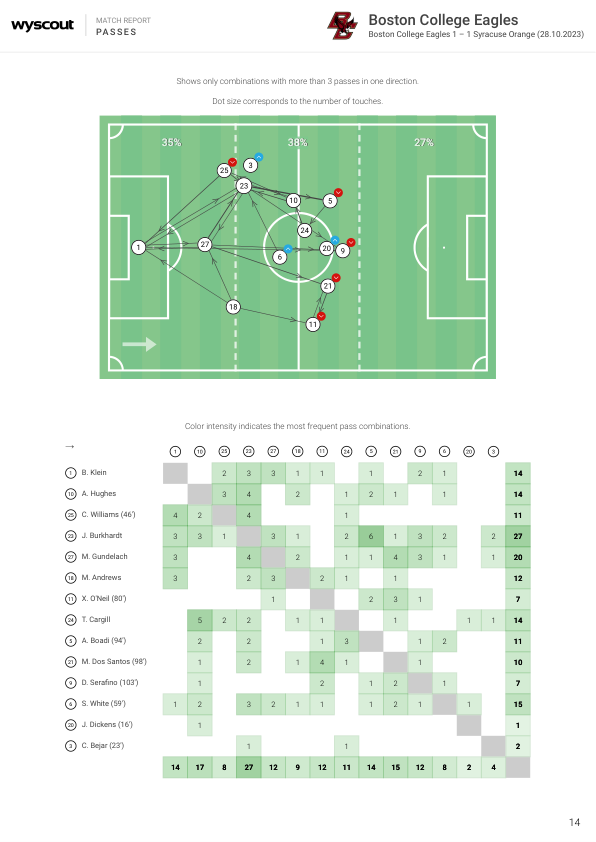 wyscout
MATCH REPORT
PASSES
Boston College Eagles
Boston College Eagles 1 – 1 Syracuse Orange (28.10.2023)
Shows only combinations with more than 3 passes in one direction.
Dot size corresponds to the number of touches.
35% 38% 27%
25 3
23
10 5
24
1 27 20 9
6
21
18
11
Color intensity indicates the most frequent pass combinations.
→ 1 10 25 23 27 18 11 24 5 21 9 6 20 3
1 B. Klein 2 3 3 1 1 1 2 1 14
10 A. Hughes 3 4 2 1 2 1 1 14
25 C. Williams (46') 4 2 4 1 11
23 J. Burkhardt 3 3 1 3 1 2 6 1 3 2 2 27
27 M. Gundelach 3 4 2 1 1 4 3 1 1 20
18 M. Andrews 3 2 3 2 1 1 12
11 X. O'Neil (80') 1 2 3 1 7
24 T. Cargill 5 2 2 1 1 1 1 1 14
5 A. Boadi (94') 2 2 1 3 1 2 11
21 M. Dos Santos (98') 1 2 1 4 1 1 10
9 D. Serafino (103') 1 2 1 2 1 7
6 S. White (59') 1 2 3 2 1 1 1 2 1 1 15
20 J. Dickens (16') 1 1
3 C. Bejar (23') 1 1 2
14 17 8 27 12 9 12 11 14 15 12 8 2 4
14